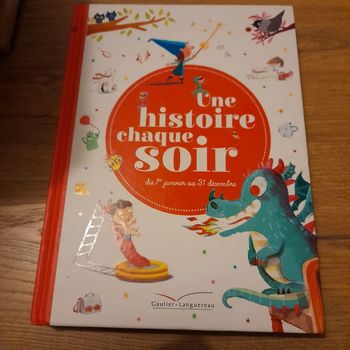 Une
histoire
chaque
soir
du 1er janvier au 31 décembre
Gautier-Languereau